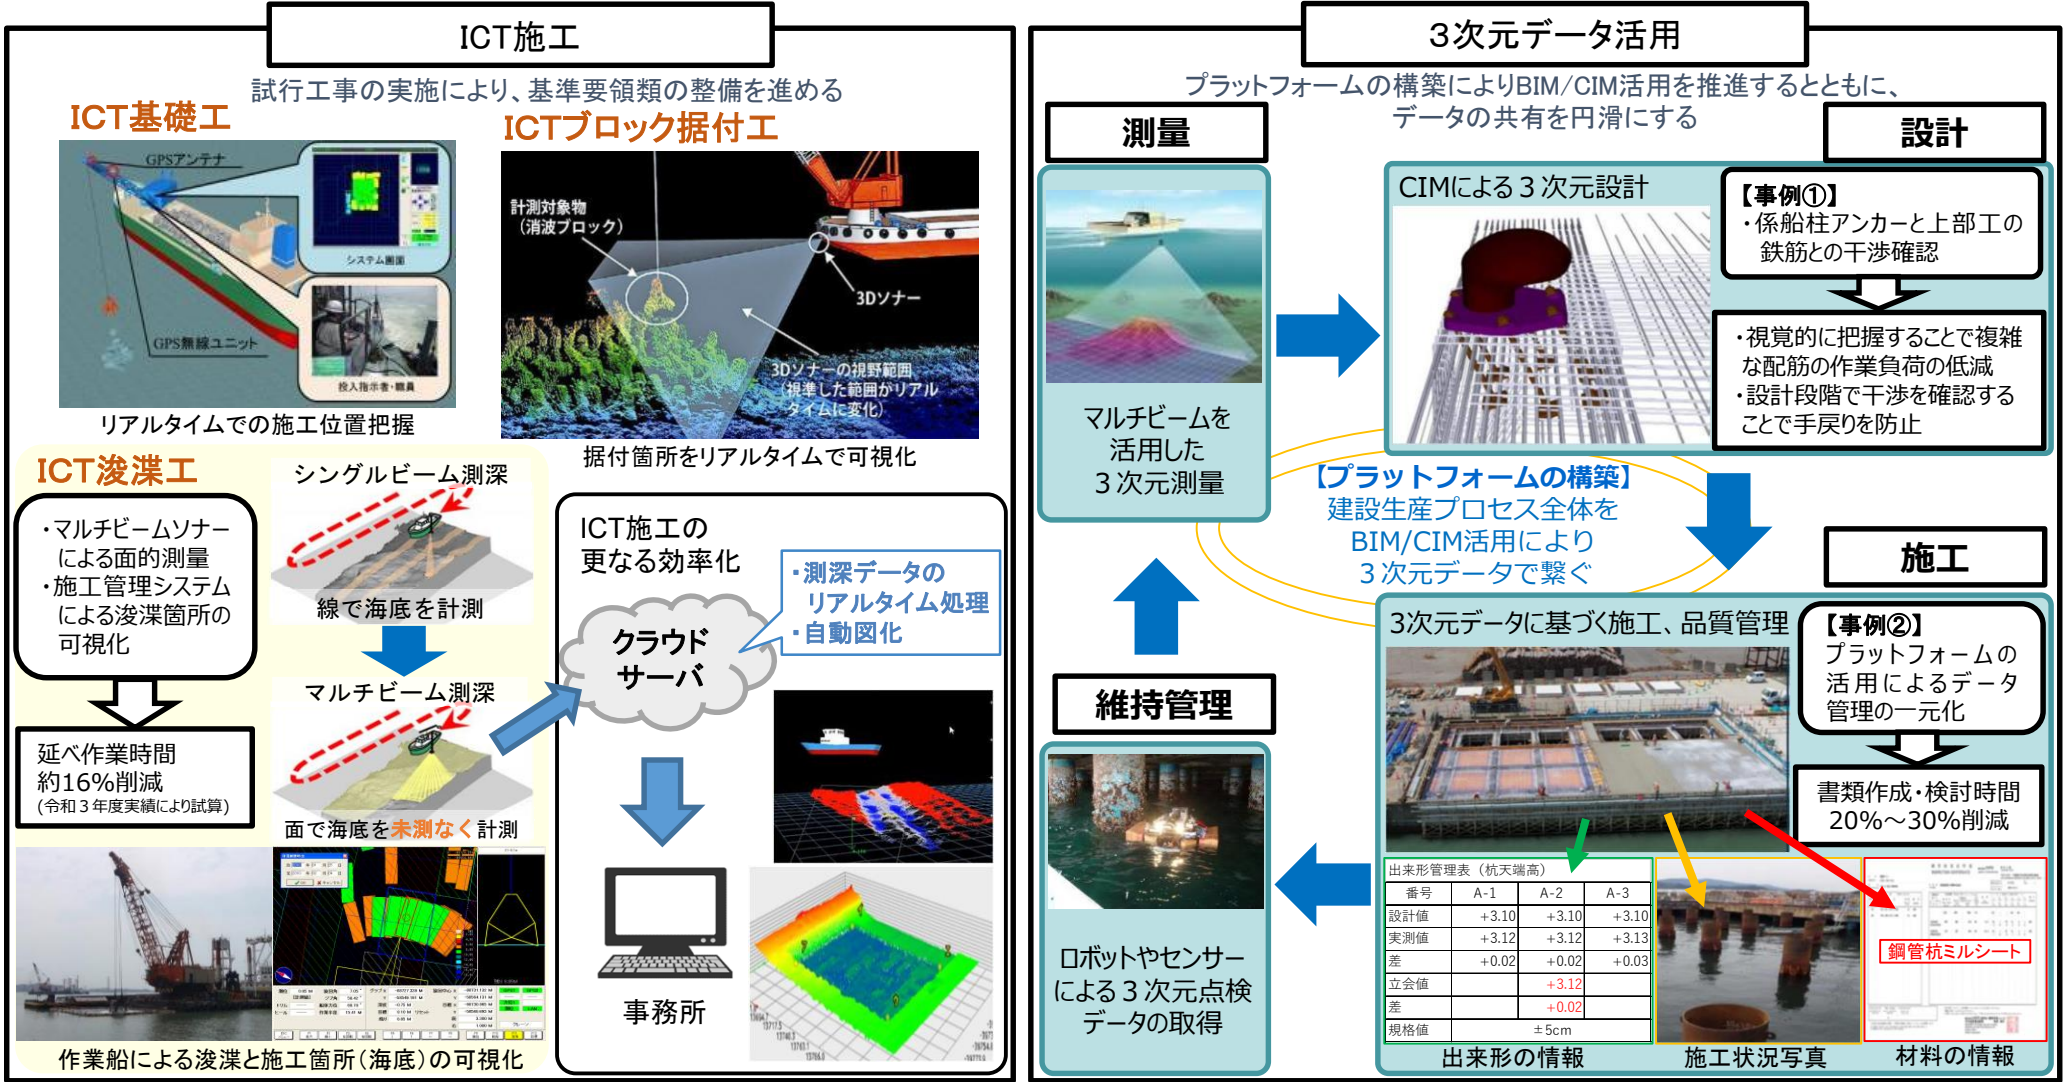 ICT施工
試行工事の実施により、基準要領類の整備を進める
ICT基礎工
GPSアンテナ
システム画面
GPS無線ユニット
投入指示者・職員
リアルタイムでの施工位置把握
ICTブロック据付工
計測対象物
（消波ブロック）
3Dソナー
3Dソナーの視野範囲
（視準した範囲がリアル
タイムに変化）
据付箇所をリアルタイムで可視化
ICT浚渫工
・マルチビームソナー
による面的測量
・施工管理システム
による浚渫箇所の
可視化
延べ作業時間
約16%削減
(令和３年度実績により試算)
シングルビーム測深
線で海底を計測
マルチビーム測深
面で海底を未測なく計測
作業船による浚渫と施工箇所（海底）の可視化
ICT施工の
更なる効率化
・測深データの
リアルタイム処理
・自動図化
クラウド
サーバ
事務所
３次元データ活用
プラットフォームの構築によりBIM/CIM活用を推進するとともに、
データの共有を円滑にする
測量
マルチビームを
活用した
３次元測量
設計
CIMによる３次元設計
【事例①】
・係船柱アンカーと上部工の
鉄筋との干渉確認
・視覚的に把握することで複雑
な配筋の作業負荷の低減
・設計段階で干渉を確認する
ことで手戻りを防止
【プラットフォームの構築】
建設生産プロセス全体を
BIM/CIM活用により
３次元データで繋ぐ
施工
3次元データに基づく施工、品質管理
【事例②】
プラットフォームの
活用によるデータ
管理の一元化
書類作成・検討時間
20%～30%削減
出来形管理表（杭天端高）
番号 A-1 A-2 A-3
設計値 +3.10 +3.10 +3.10
実測値 +3.12 +3.12 +3.13
差 +0.02 +0.02 +0.03
立会値 +3.12
差 +0.02
規格値 ±5cm
出来形の情報
施工状況写真
鋼管杭ミルシート
材料の情報
維持管理
ロボットやセンサー
による３次元点検
データの取得